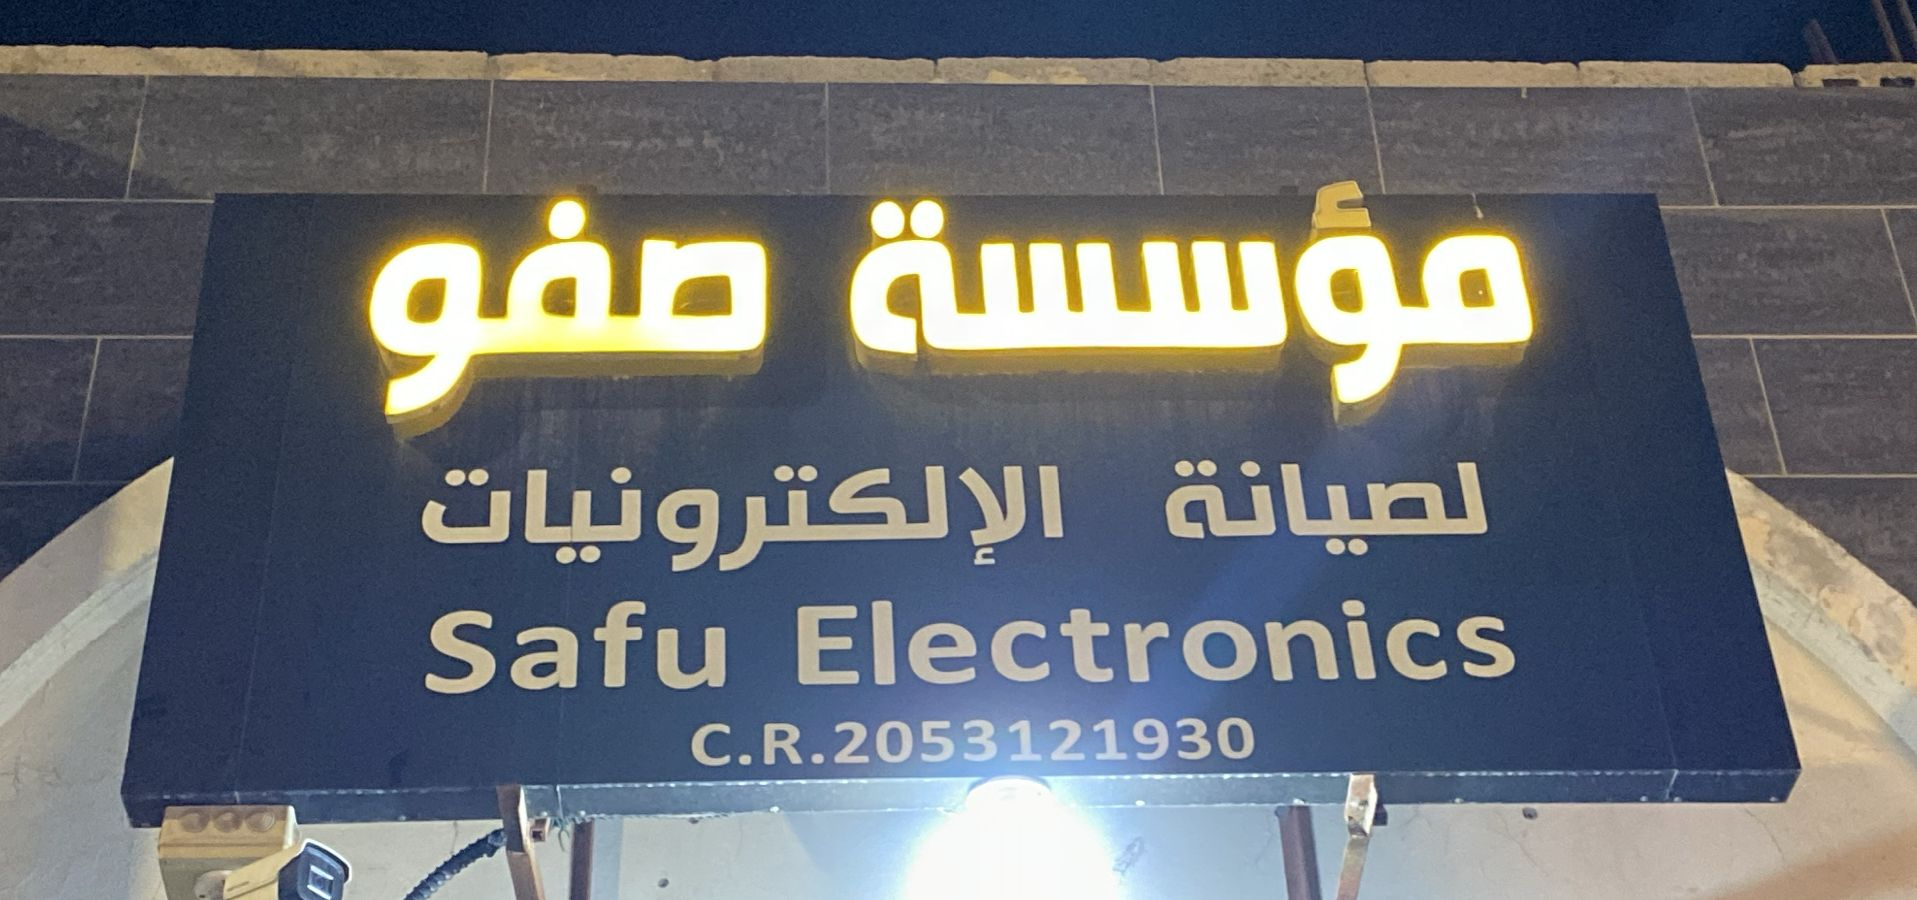 مؤسسة صفو
لصيانة الإلكترونيات
Safu Electronics
C.R.2053121930